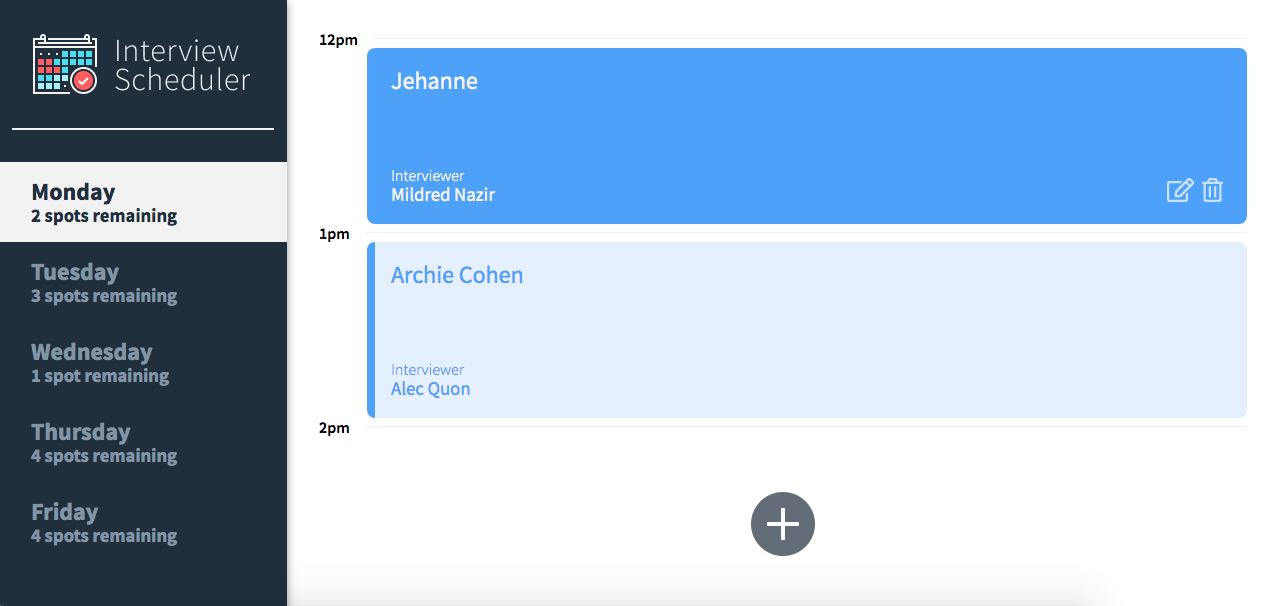 Interview
Scheduler
Monday
2 spots remaining
Tuesday
3 spots remaining
Wednesday
1 spot remaining
Thursday
4 spots remaining
Friday
4 spots remaining
12pm
Jehanne
Interviewer
Mildred Nazir
1pm
Archie Cohen
Interviewer
Alec Quon
2pm